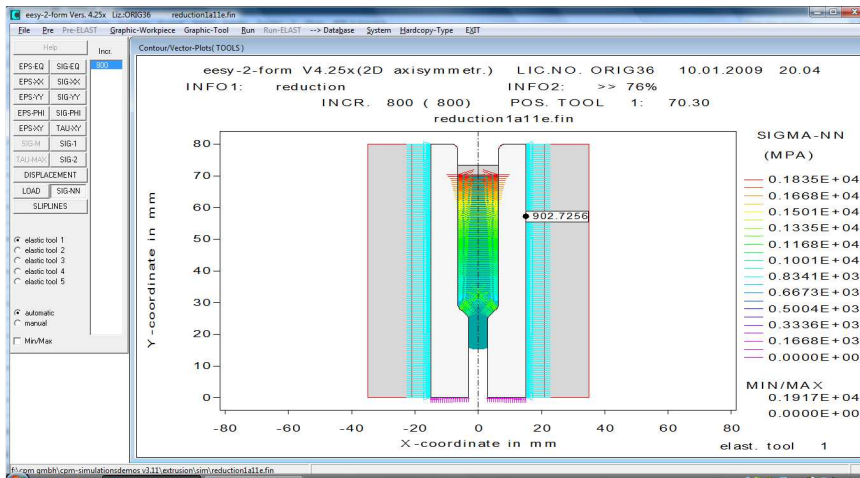 eesy-2-form Vers. 4.25x Liz:ORIG36 reduction1a11e.fin
File Pre Pre-ELAST Graphic-Workpiece Graphic-Tool Run Run-ELAST --> Database System Hardcopy-Type EXIT
Help
Incr.
800
EPS-EQ SIG-EQ
EPS-XX SIG-XX
EPS-YY SIG-YY
EPS-PHI SIG-PHI
EPS-XY TAU-XY
SIG-M SIG-1
TAU-MAX SIG-2
DISPLACEMENT
LOAD SIG-NN
SLIPLINES
elastic tool 1
elastic tool 2
elastic tool 3
elastic tool 4
elastic tool 5
automatic
manual
Min/Max
Contour/Vector-Plots( TOOLS )
eesy-2-form V4.25x(2D axisymmetr.) LIC.NO. ORIG36 10.01.2009 20.04
INFO1: reduction INFO2: >> 76%
INCR. 800 ( 800) POS. TOOL 1: 70.30
reduction1a11e.fin
Y-coordinate in mm
80
70
60
50
40
30
20
10
0
902.7256
-80 -60 -40 -20 0 20 40 60 80
X-coordinate in mm
SIGMA-NN
(MPA)
0.1835E+04
0.1668E+04
0.1501E+04
0.1335E+04
0.1168E+04
0.1001E+04
0.8341E+03
0.6673E+03
0.5004E+03
0.3336E+03
0.1668E+03
0.0000E+00
MIN/MAX
0.1917E+04
0.0000E+00
elast. tool 1
f:\cpm gmbh\cpm-simulationsdemos v3.11\extrusion\sim\reduction1a11e.fin